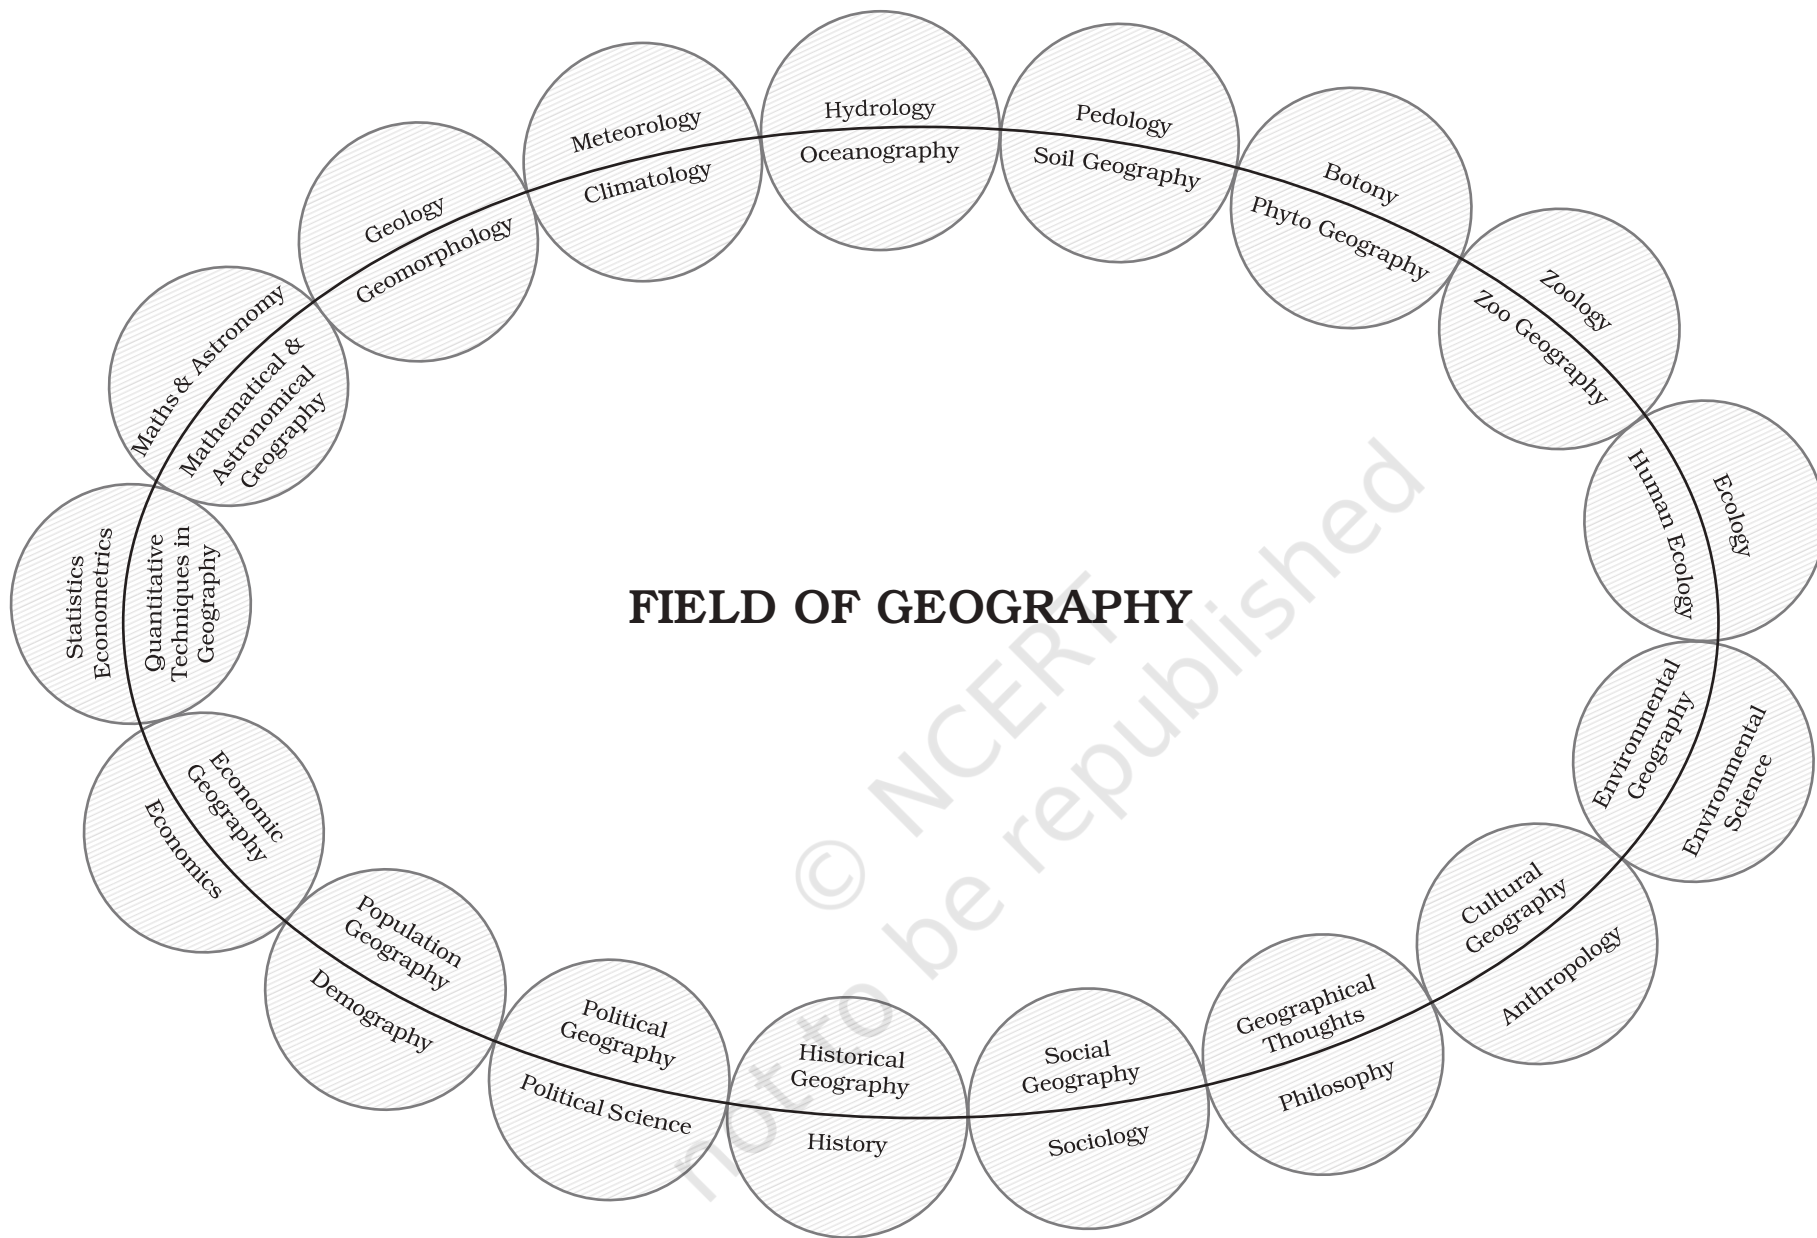 Hydrology
Oceanography
Pedology
Soil Geography
Botony
Phyto Geography
Zoology
Zoo Geography
Ecology
Human Ecology
Environmental
Geography
Environmental
Science
Cultural
Geography
Anthropology
Geographical
Thoughts
Philosophy
Social
Geography
Sociology
Historical
Geography
History
Political
Geography
Political Science
Population
Geography
Demography
Economic
Geography
Economics
Statistics
Econometrics
Quantitative
Techniques in
Geography
Maths & Astronomy
Mathematical &
Astronomical
Geography
Geology
Geomorphology
Meteorology
Climatology
FIELD OF GEOGRAPHY
© NCERT
not to be republished